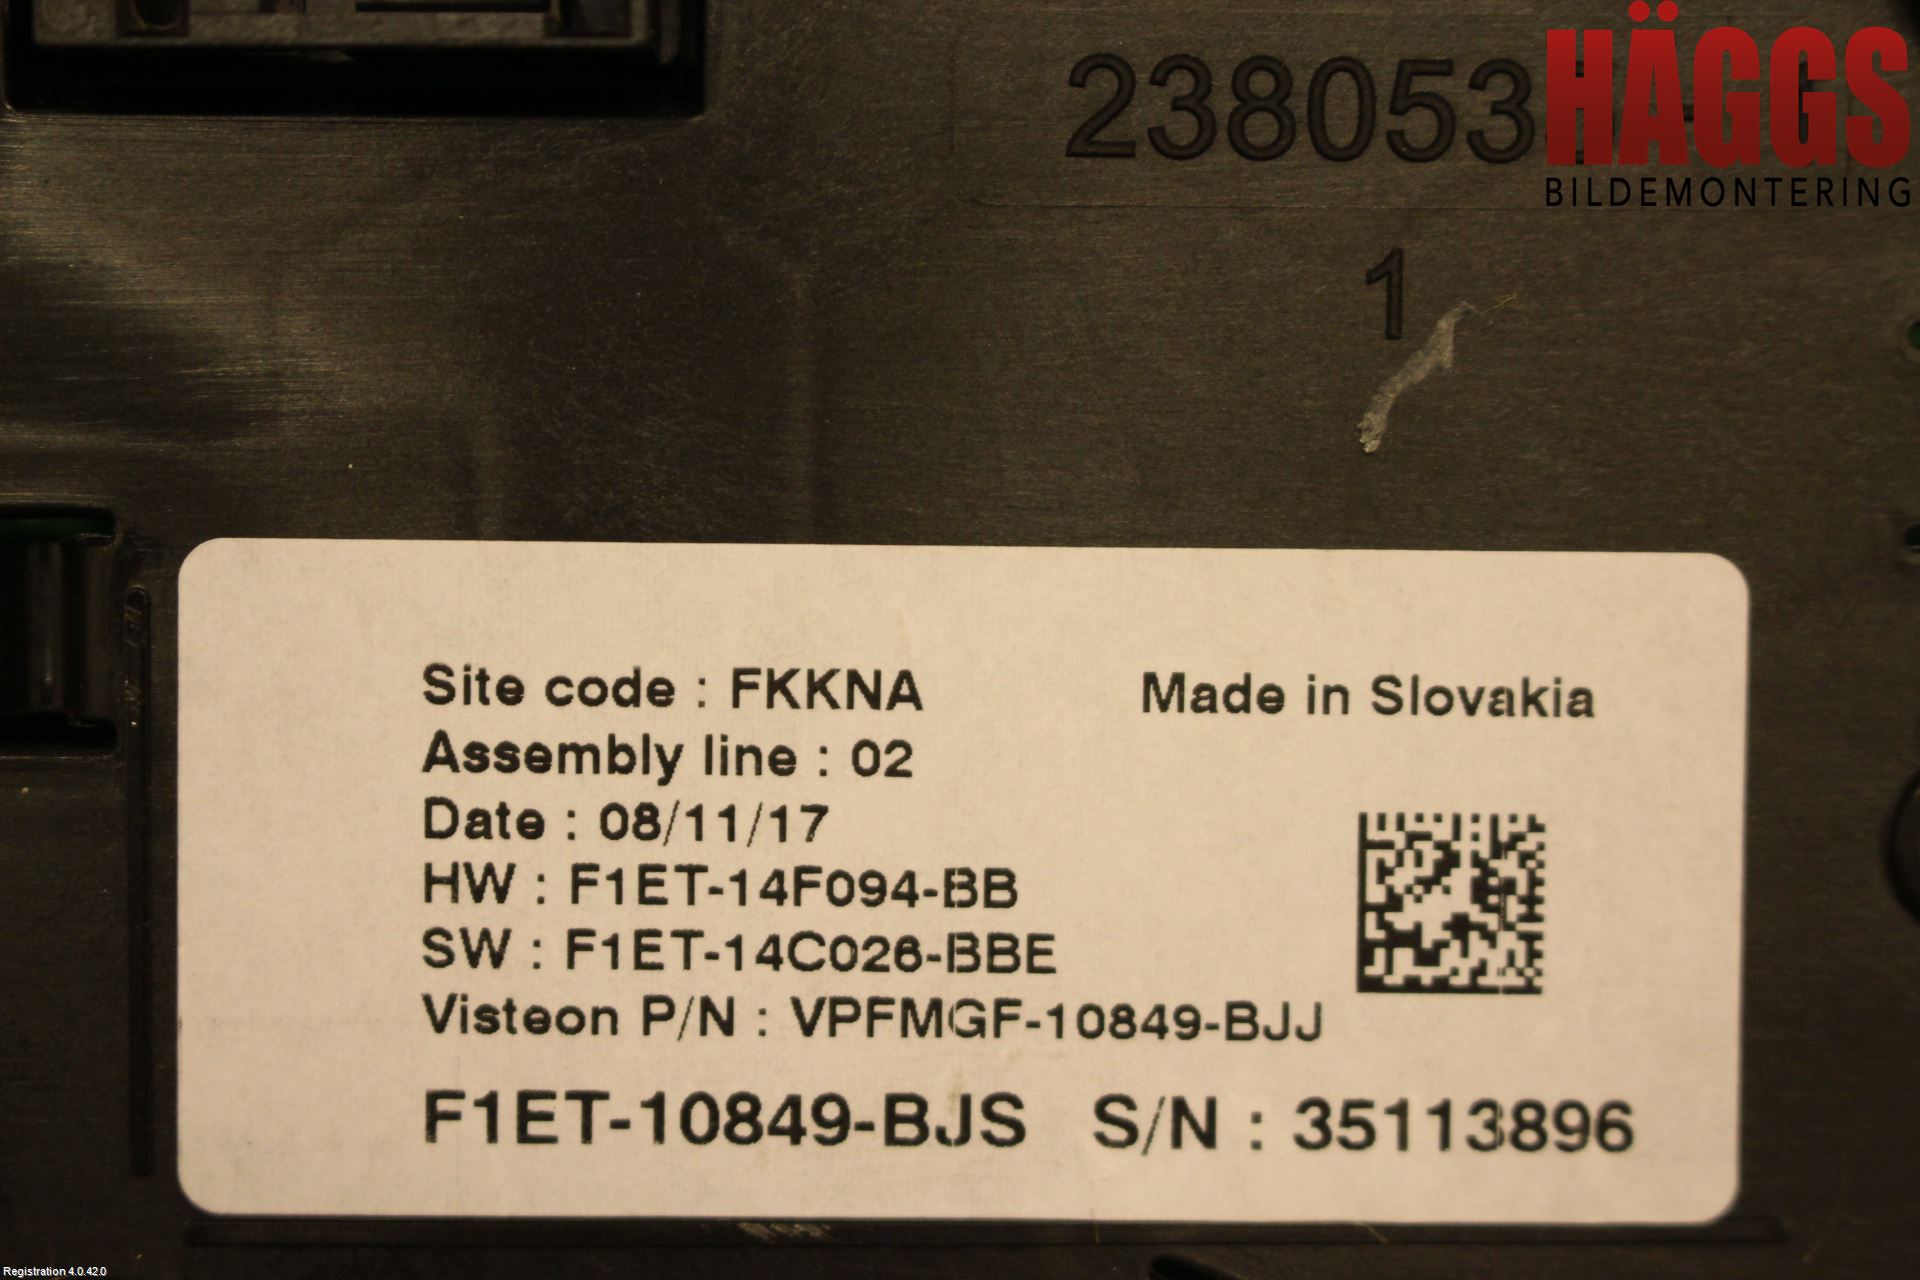 238053
HÄGGS
BILDEMONTERING
1
Site code : FKKNA
Made in Slovakia
Assembly line : 02
Date : 08/11/17
HW : F1ET-14F094-BB
SW : F1ET-14C026-BBE
Visteon P/N : VPFMGF-10849-BJJ
F1ET-10849-BJS S/N : 35113896
Registration 4.0.42.0